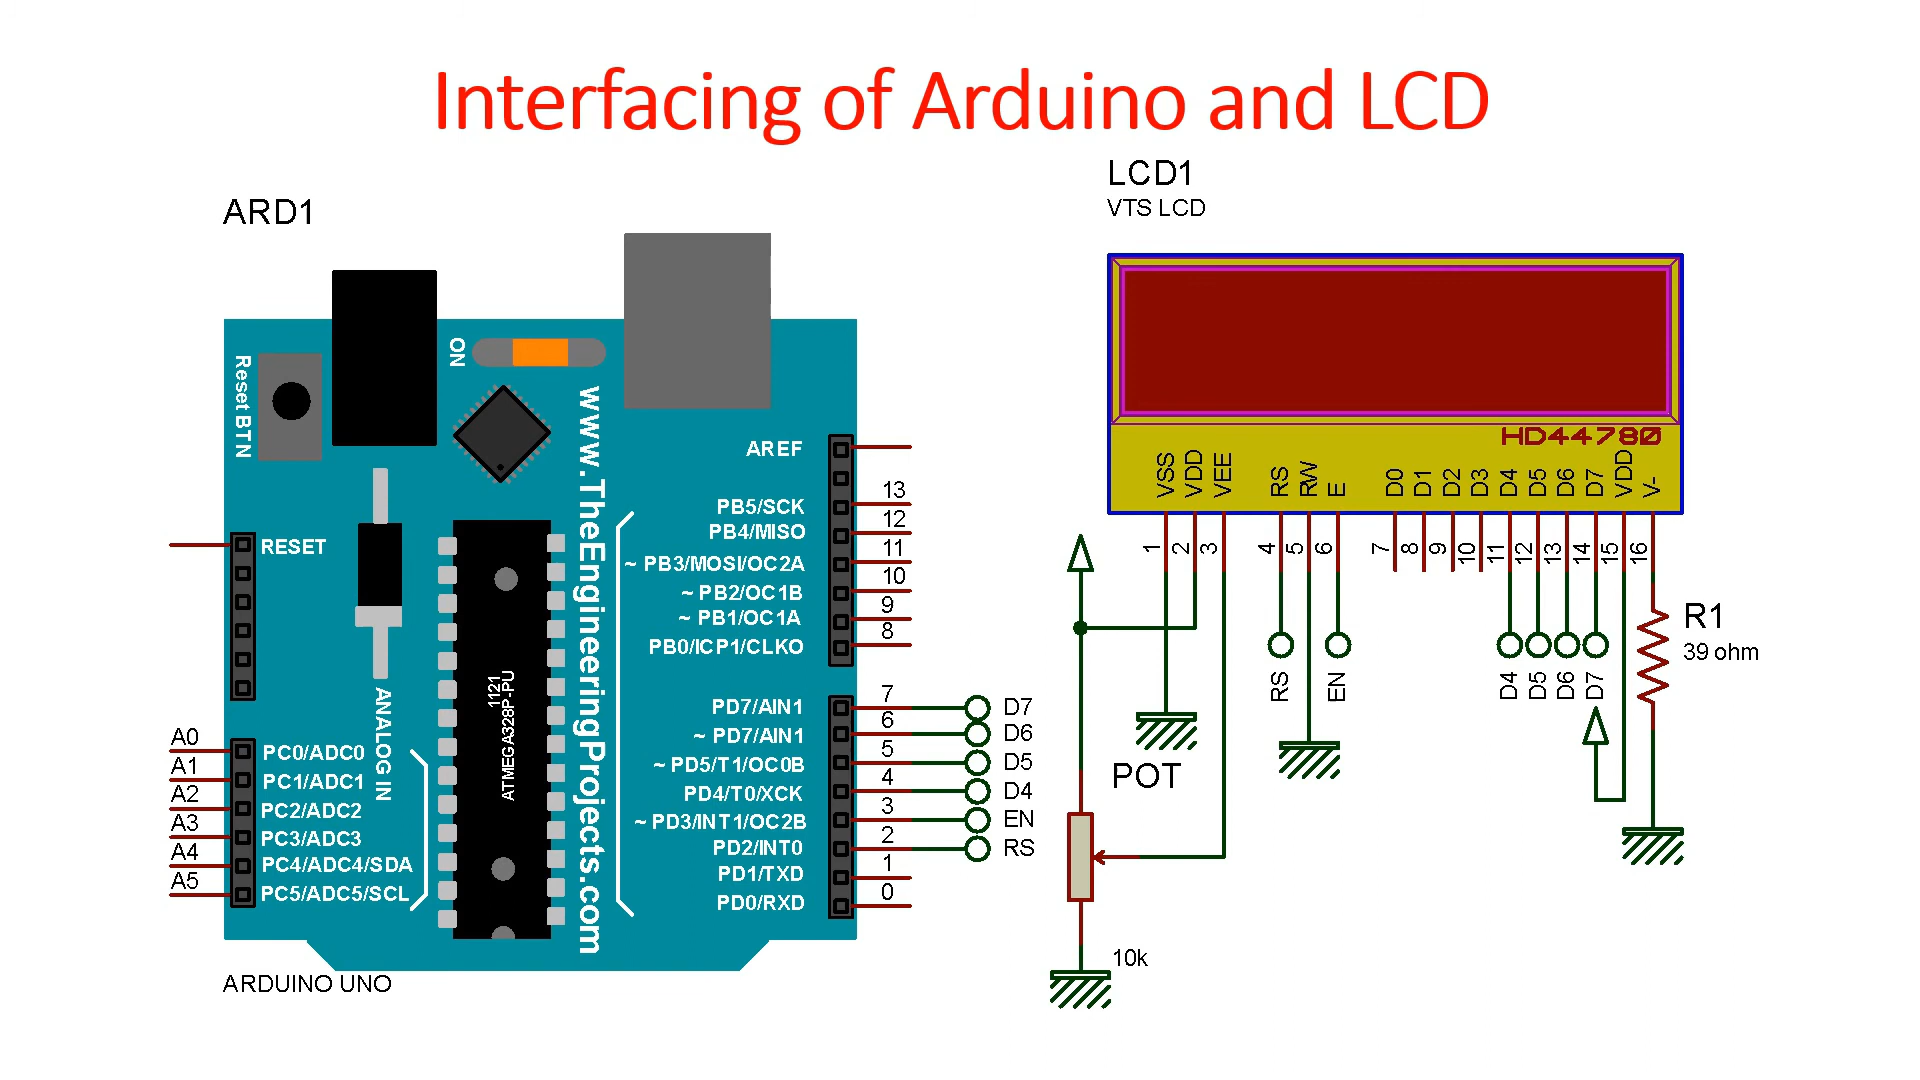 Interfacing of Arduino and LCD
LCD1
VTS LCD
ARD1
ON
Reset BTN
www.TheEngineeringProjects.com
HD44780
AREF
VSS
VDD
VEE
RS
RW
E
D0
D1
D2
D3
D4
D5
D6
D7
VDD
V-
PB5/SCK 13
PB4/MISO 12
~ PB3/MOSI/OC2A 11
~ PB2/OC1B 10
~ PB1/OC1A 9
PB0/ICP1/CLKO 8
RESET
1
2
3
4
5
6
7
8
9
10
11
12
13
14
15
16
R1
39 ohm
RS
EN
D4
D5
D6
D7
ANALOG IN
1121
ATMEGA328P-PU
PD7/AIN1 7 D7
~ PD7/AIN1 6 D6
~ PD5/T1/OC0B 5 D5
PD4/T0/XCK 4 D4
~ PD3/INT1/OC2B 3 EN
PD2/INT0 2 RS
PD1/TXD 1
PD0/RXD 0
A0 PC0/ADC0
A1 PC1/ADC1
A2 PC2/ADC2
A3 PC3/ADC3
A4 PC4/ADC4/SDA
A5 PC5/ADC5/SCL
POT
10k
ARDUINO UNO